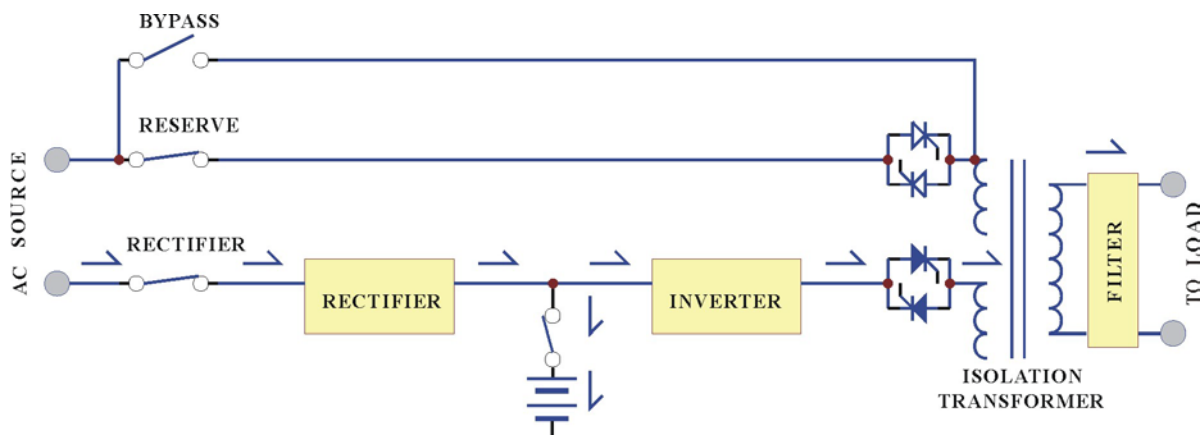 BYPASS
RESERVE
AC SOURCE
RECTIFIER
RECTIFIER
INVERTER
FILTER
TO LOAD
ISOLATION
TRANSFORMER